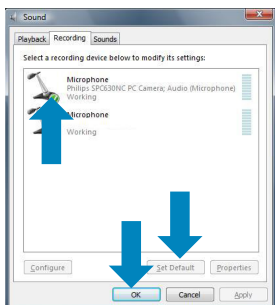 Sound
Playback Recording Sounds
Select a recording device below to modify its settings:
Microphone
Philips SPC630NC PC Camera; Audio (Microphone)
Working
Microphone
Working
Configure Set Default Properties
OK Cancel Apply